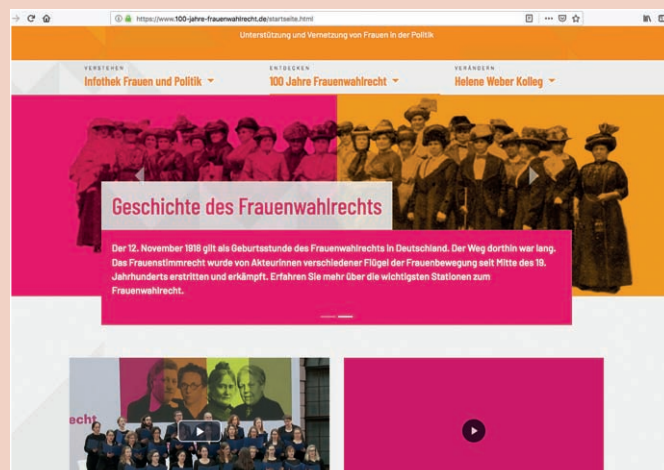 https://www.100-jahre-frauenwahlrecht.de/startseite.html
Unterstützung und Vernetzung von Frauen in der Politik
VERSTEHEN
Infothek Frauen und Politik
ENTDECKEN
100 Jahre Frauenwahlrecht
VERÄNDERN
Helene Weber Kolleg
Geschichte des Frauenwahlrechts
Der 12. November 1918 gilt als Geburtsstunde des Frauenwahlrechts in Deutschland. Der Weg dorthin war lang.
Das Frauenstimmrecht wurde von Akteurinnen verschiedener Flügel der Frauenbewegung seit Mitte des 19.
Jahrhunderts erstritten und erkämpft. Erfahren Sie mehr über die wichtigsten Stationen zum
Frauenwahlrecht.
echt